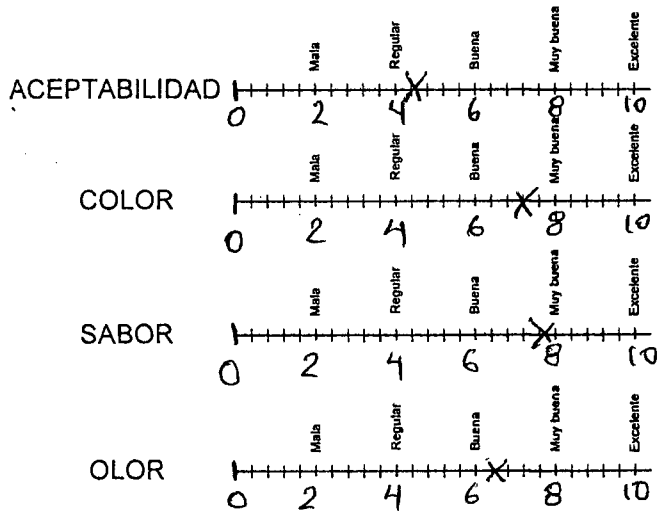 Mala Regular Buena Muy buena Excelente
ACEPTABILIDAD
0 2 4 6 8 10
Mala Regular Buena Muy buena Excelente
COLOR
0 2 4 6 8 10
Mala Regular Buena Muy buena Excelente
SABOR
0 2 4 6 8 10
Mala Regular Buena Muy buena Excelente
OLOR
0 2 4 6 8 10